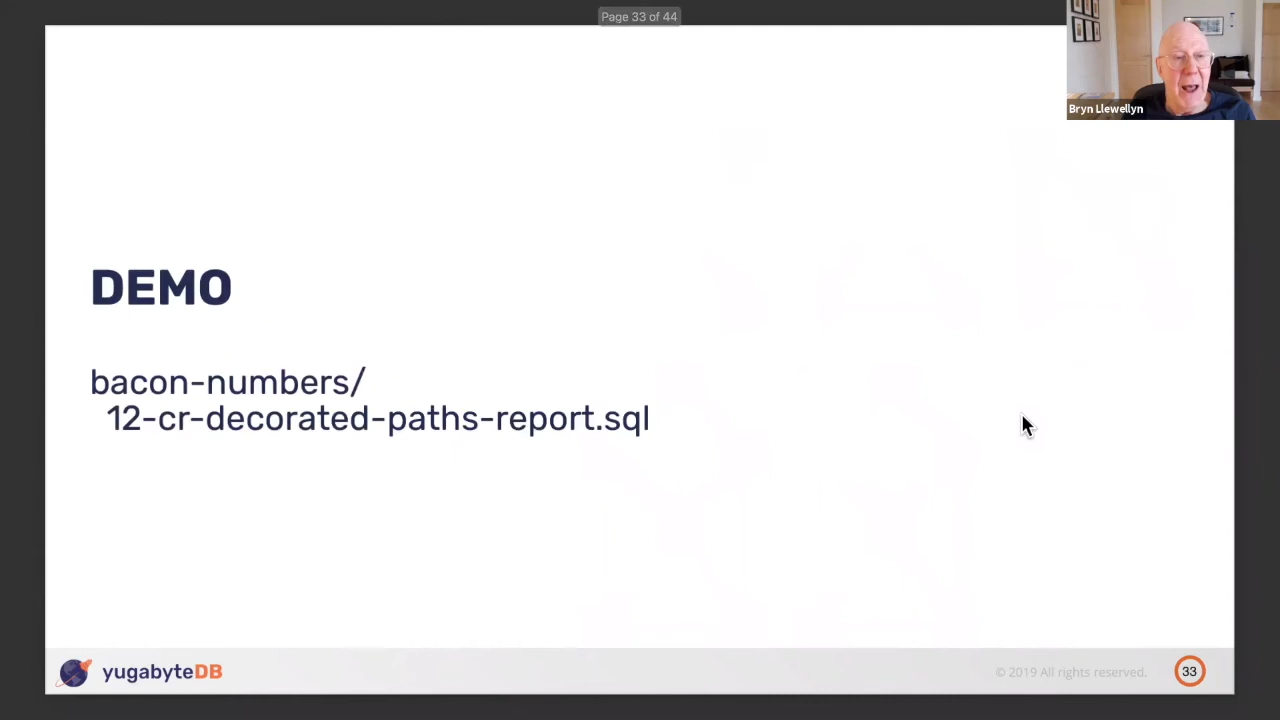 Page 33 of 44
Bryn Llewellyn
DEMO
bacon-numbers/
12-cr-decorated-paths-report.sql
yugabyteDB
© 2019 All rights reserved.
33